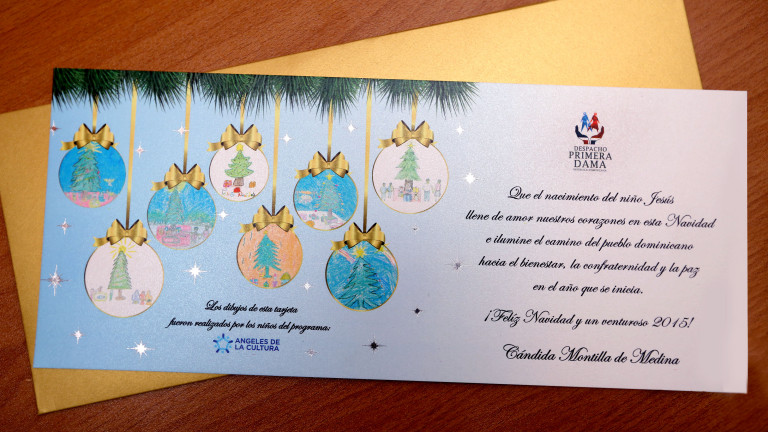 Los dibujos de esta tarjeta
fueron realizados por los niños del programa:
ANGELES DE
LA CULTURA
DESPACHO
PRIMERA
DAMA
Que el nacimiento del niño Jesús
llene de amor nuestros corazones en esta Navidad
e ilumine el camino del pueblo dominicano
hacia el bienestar, la confraternidad y la paz
en el año que se inicia.
¡Felíz Navidad y un venturoso 2015!
Cándida Montilla de Medina